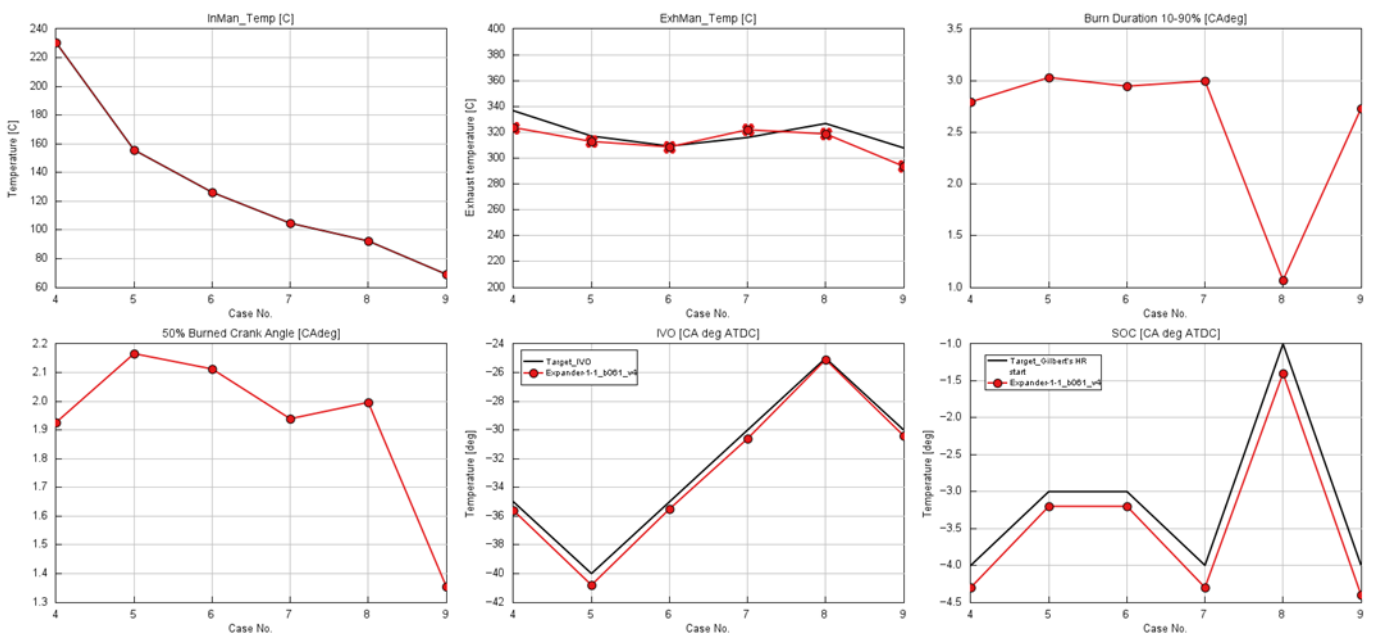 InMan_Temp [C]
Temperature [C]
240
220
200
180
160
140
120
100
80
60
4 5 6 7 8 9
Case No.
ExhMan_Temp [C]
Exhaust temperature [C]
400
380
360
340
320
300
280
260
240
220
200
4 5 6 7 8 9
Case No.
Burn Duration 10-90% [CAdeg]
3.5
3.0
2.5
2.0
1.5
1.0
4 5 6 7 8 9
Case No.
50% Burned Crank Angle [CAdeg]
2.2
2.1
2.0
1.9
1.8
1.7
1.6
1.5
1.4
1.3
4 5 6 7 8 9
Case No.
IVO [CA deg ATDC]
Temperature [deg]
−24
−26
−28
−30
−32
−34
−36
−38
−40
−42
Target_IVO
Expander-1-1_b061_v4
4 5 6 7 8 9
Case No.
SOC [CA deg ATDC]
Temperature [deg]
−1.0
−1.5
−2.0
−2.5
−3.0
−3.5
−4.0
−4.5
Target_Gilbert's HR
start
Expander-1-1_b061_v4
4 5 6 7 8 9
Case No.